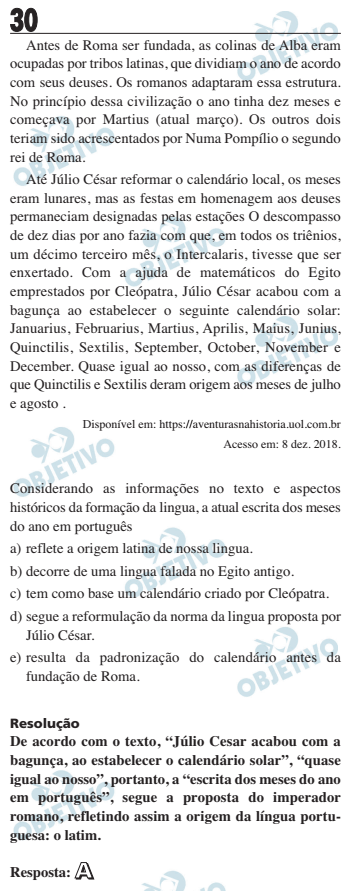 30
Antes de Roma ser fundada, as colinas de Alba eram
ocupadas por tribos latinas, que dividiam o ano de acordo
com seus deuses. Os romanos adaptaram essa estrutura.
No princípio dessa civilização o ano tinha dez meses e
começava por Martius (atual março). Os outros dois
teriam sido acrescentados por Numa Pompílio o segundo
rei de Roma.
Até Júlio César reformar o calendário local, os meses
eram lunares, mas as festas em homenagem aos deuses
permaneciam designadas pelas estações O descompasso
de dez dias por ano fazia com que, em todos os triênios,
um décimo terceiro mês, o Intercalaris, tivesse que ser
enxertado. Com a ajuda de matemáticos do Egito
emprestados por Cleópatra, Júlio César acabou com a
bagunça ao estabelecer o seguinte calendário solar:
Januarius, Februarius, Martius, Aprilis, Maius, Junius,
Quinctilis, Sextilis, September, October, November e
December. Quase igual ao nosso, com as diferenças de
que Quinctilis e Sextilis deram origem aos meses de julho
e agosto .
Disponível em: https://aventurasnahistoria.uol.com.br
Acesso em: 8 dez. 2018.
Considerando as informações no texto e aspectos
históricos da formação da lingua, a atual escrita dos meses
do ano em português
a) reflete a origem latina de nossa lingua.
b) decorre de uma lingua falada no Egito antigo.
c) tem como base um calendário criado por Cleópatra.
d) segue a reformulação da norma da lingua proposta por
Júlio César.
e) resulta da padronização do calendário antes da
fundação de Roma.
Resolução
De acordo com o texto, “Júlio Cesar acabou com a
bagunça, ao estabelecer o calendário solar”, “quase
igual ao nosso”, portanto, a “escrita dos meses do ano
em português”, segue a proposta do imperador
romano, refletindo assim a origem da língua portu-
guesa: o latim.
Resposta: A
OBJETIVO
OBJETIVO
OBJETIVO
OBJETIVO
OBJETIVO
OBJETIVO
OBJETIVO
OBJETIVO